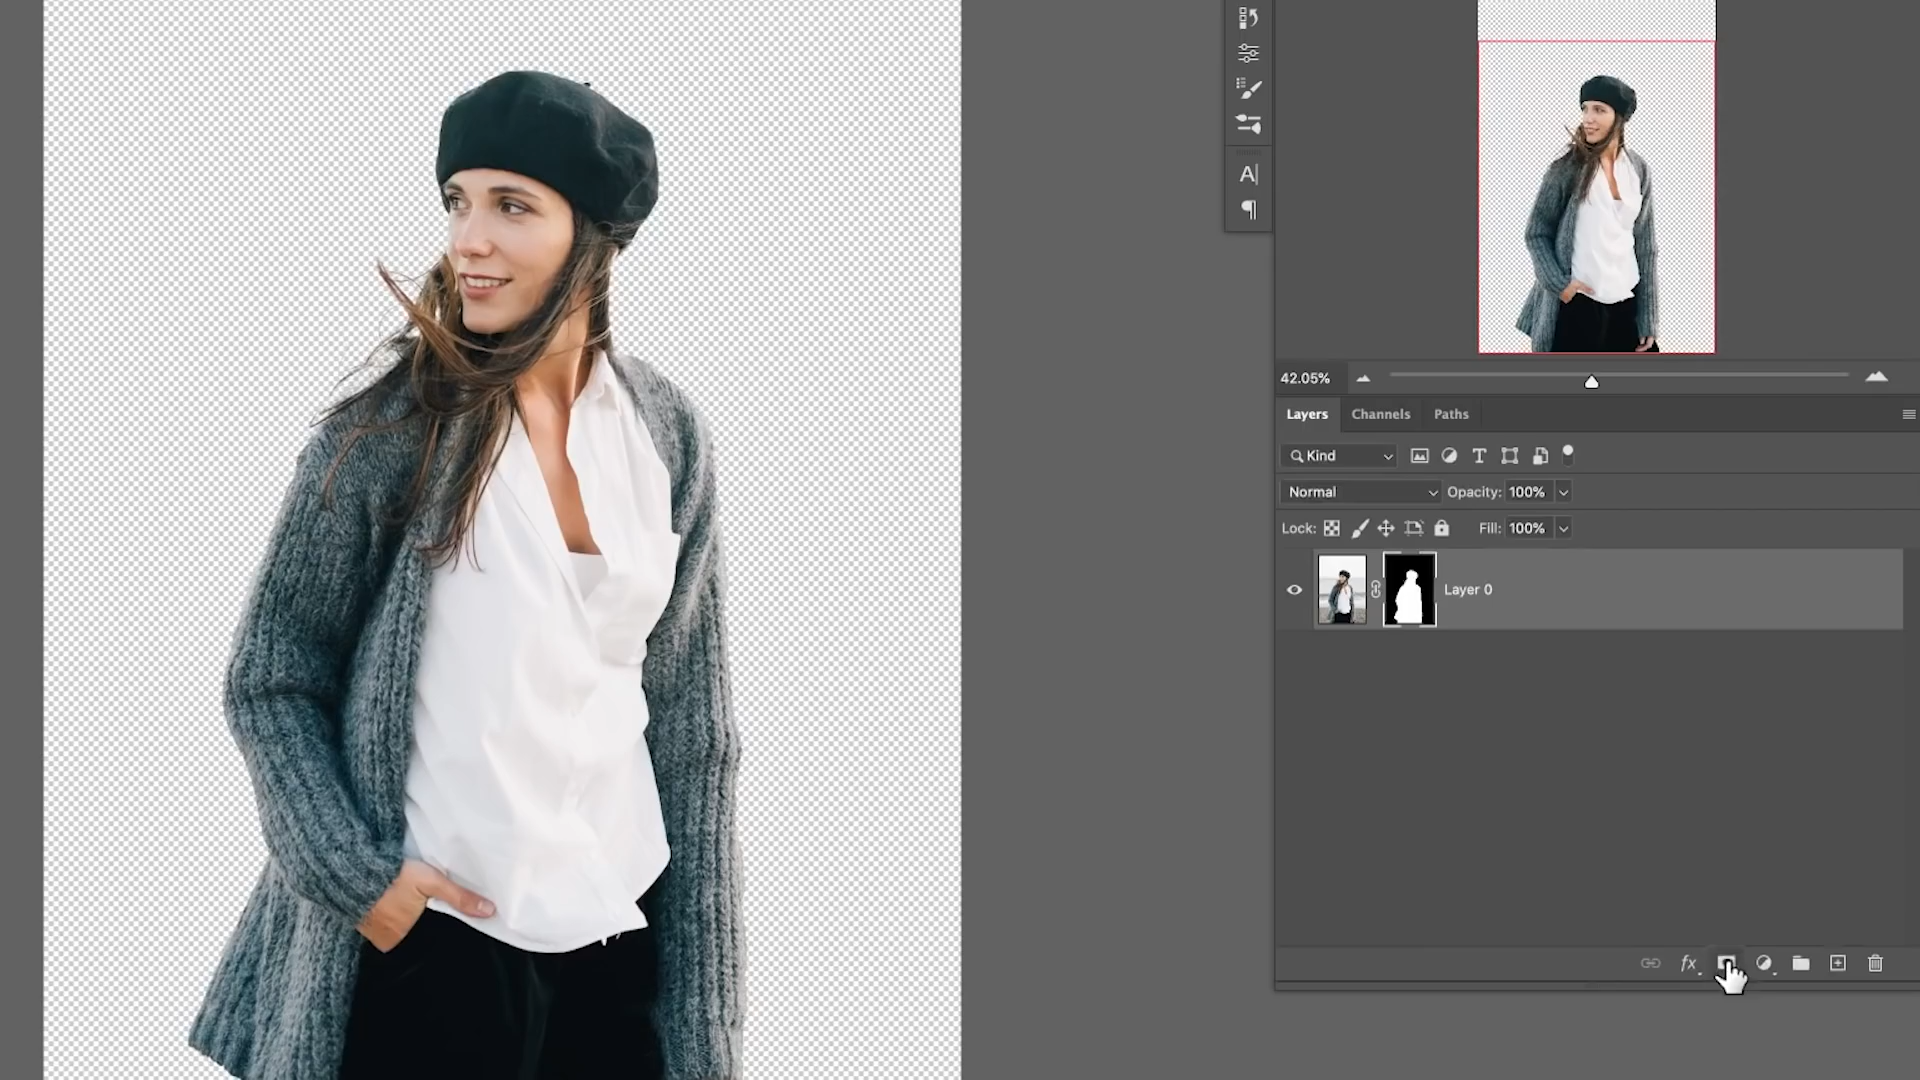 A|
42.05%
Layers Channels Paths
Kind
T
Normal Opacity: 100%
Lock: Fill: 100%
Layer 0
fx